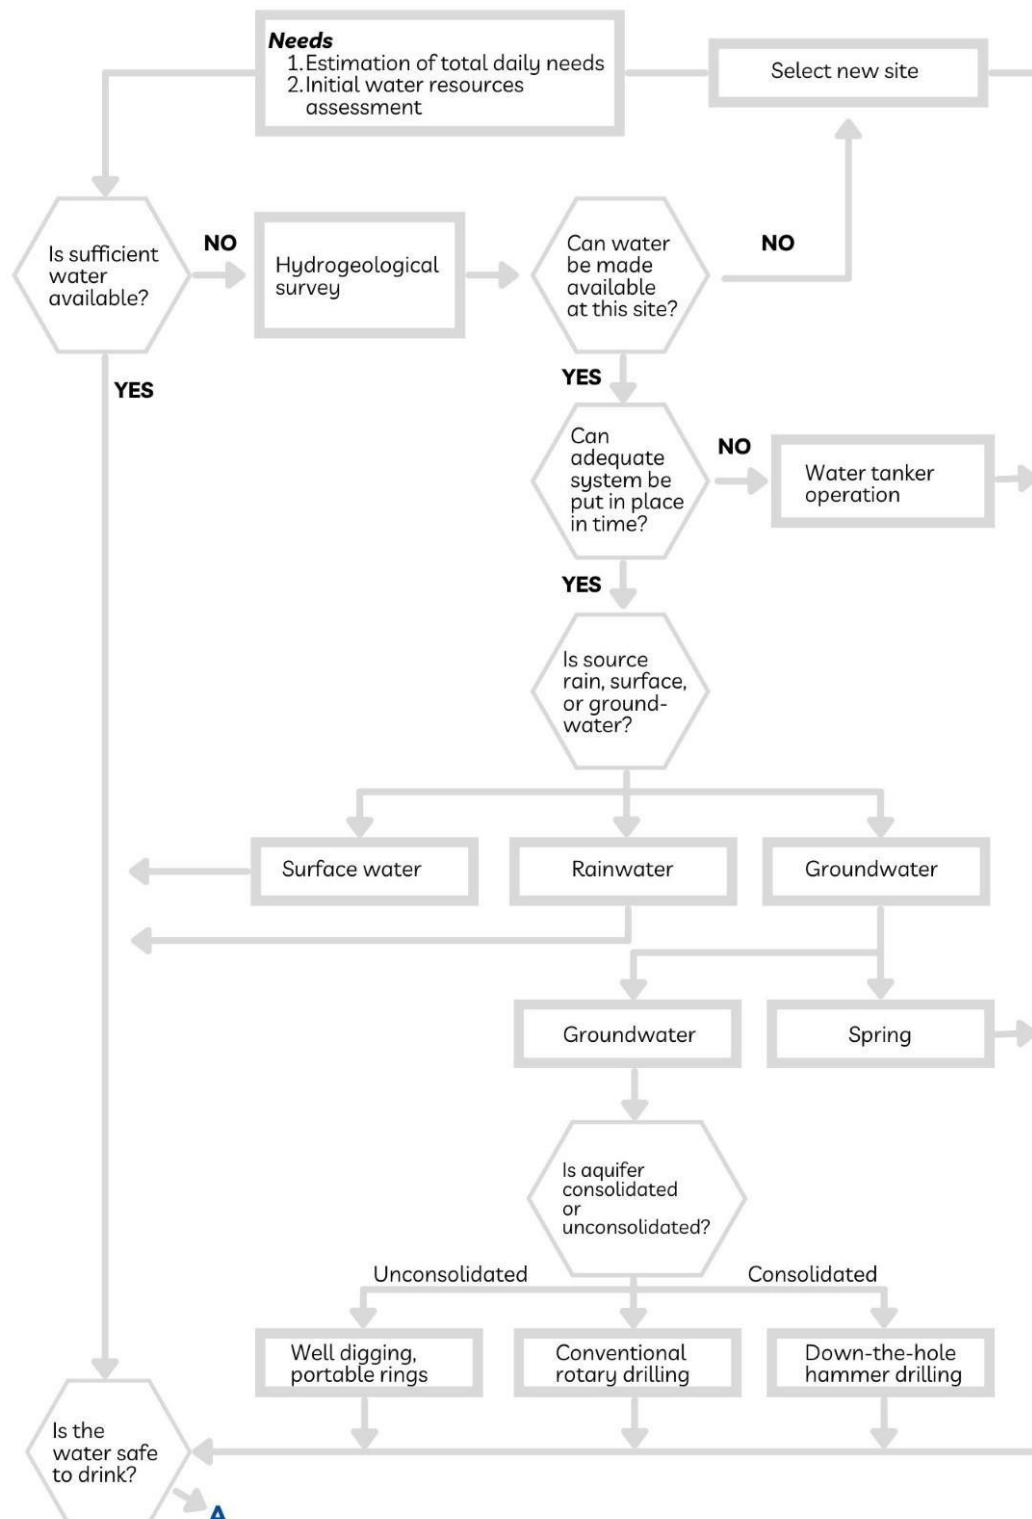 Needs
1. Estimation of total daily needs
2. Initial water resources
assessment
Select new site
Is sufficient
water
available?
NO
Hydrogeological
survey
Can water
be made
available
at this site?
NO
YES
YES
Can
adequate
system be
put in place
in time?
NO
Water tanker
operation
YES
Is source
rain, surface,
or ground-
water?
Surface water
Rainwater
Groundwater
Groundwater
Spring
Is aquifer
consolidated
or
unconsolidated?
Unconsolidated
Consolidated
Well digging,
portable rings
Conventional
rotary drilling
Down-the-hole
hammer drilling
Is the
water safe
to drink?
A